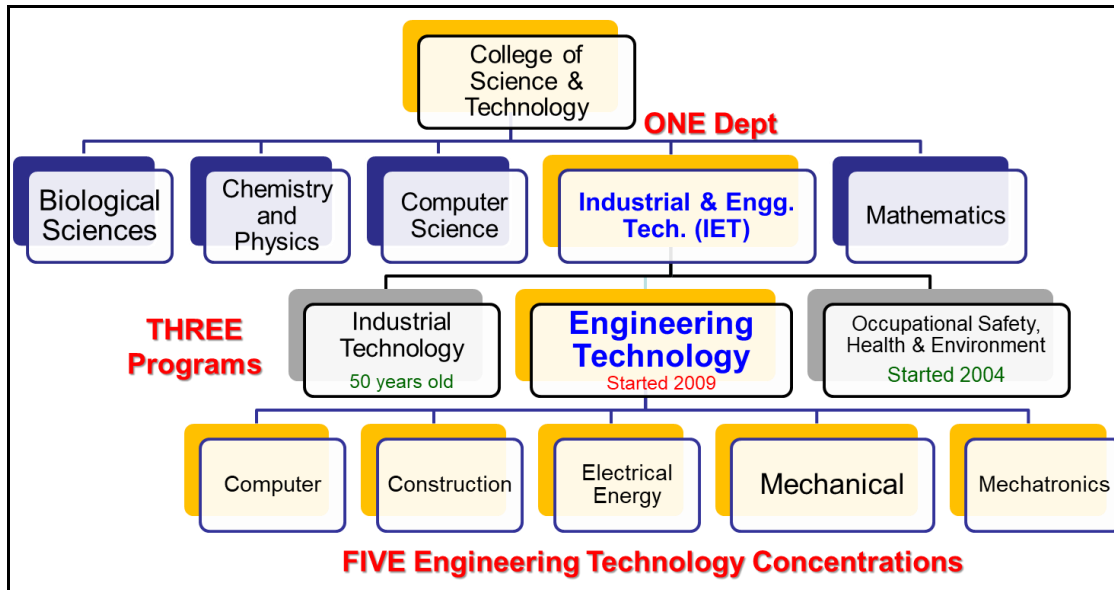 College of
Science &
Technology
ONE Dept
Biological
Sciences
Chemistry
and
Physics
Computer
Science
Industrial & Engg.
Tech. (IET)
Mathematics
THREE
Programs
Industrial
Technology
50 years old
Engineering
Technology
Started 2009
Occupational Safety,
Health & Environment
Started 2004
Computer
Construction
Electrical
Energy
Mechanical
Mechatronics
FIVE Engineering Technology Concentrations